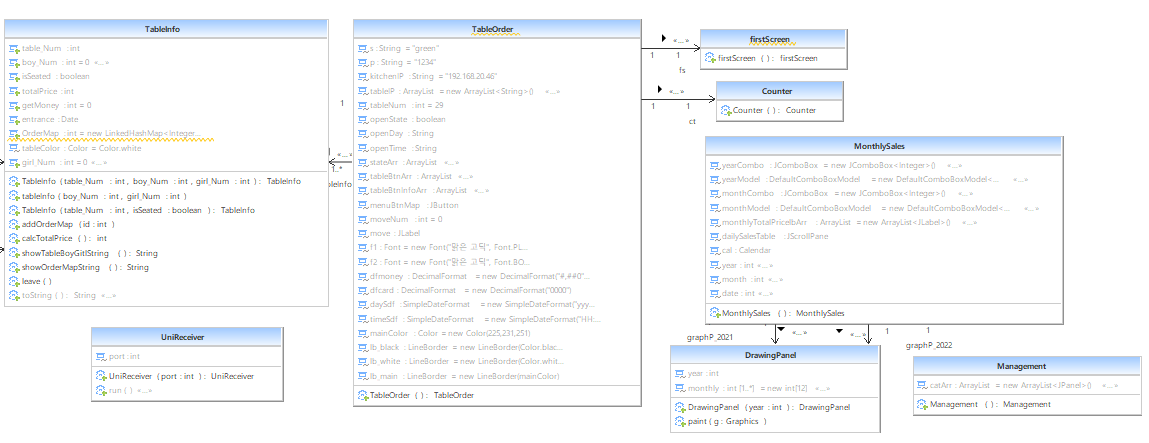 TableInfo
table_Num : int
boy_Num : int = 0 «...»
isSeated : boolean
totalPrice : int
getMoney : int = 0
entrance : Date
OrderMap : int = new LinkedHashMap<Integer...
tableColor : Color = Color.white
girl_Num : int = 0 «...»
TableInfo ( table_Num : int , boy_Num : int , girl_Num : int ) : TableInfo
tableInfo ( boy_Num : int , girl_Num : int )
TableInfo ( table_Num : int , isSeated : boolean ) : TableInfo
addOrderMap ( id : int )
calcTotalPrice ( ) : int
showTableBoyGitlString ( ) : String
showOrderMapString ( ) : String
leave ( )
toString ( ) : String «...»
UniReceiver
port : int
UniReceiver ( port : int ) : UniReceiver
run ( ) «...»
1
«...»
1..*
tableInfo
TableOrder
s : String = "green"
p : String = "1234"
kitchenIP : String = "192.168.20.46"
tableIP : ArrayList = new ArrayList<String>() «...»
tableNum : int = 29
openState : boolean
openDay : String
openTime : String
stateArr : ArrayList «...»
tableBtnArr : ArrayList «...»
tableBtnInfoArr : ArrayList «...»
menuBtnMap : JButton
moveNum : int = 0
move : JLabel
f1 : Font = new Font("맑은 고딕", Font.PL...
f2 : Font = new Font("맑은 고딕", Font.BO...
dfmoney : DecimalFormat = new DecimalFormat("#,##0"...
dfcard : DecimalFormat = new DecimalFormat("0000")
daySdf : SimpleDateFormat = new SimpleDateFormat("yyy...
timeSdf : SimpleDateFormat = new SimpleDateFormat("HH:...
mainColor : Color = new Color(225,231,251)
lb_black : LineBorder = new LineBorder(Color.blac...
lb_white : LineBorder = new LineBorder(Color.whit...
lb_main : LineBorder = new LineBorder(mainColor)
TableOrder ( ) : TableOrder
«...»
1 1
fs
firstScreen
firstScreen ( ) : firstScreen
«...»
1 1
ct
Counter
Counter ( ) : Counter
MonthlySales
yearCombo : JComboBox = new JComboBox<Integer>() «...»
yearModel : DefaultComboBoxModel = new DefaultComboBoxModel<... «...»
monthCombo : JComboBox = new JComboBox<Integer>() «...»
monthModel : DefaultComboBoxModel = new DefaultComboBoxModel<... «...»
monthlyTotalPricelbArr : ArrayList = new ArrayList<JLabel>() «...»
dailySalesTable : JScrollPane
cal : Calendar
year : int «...»
month : int «...»
date : int «...»
MonthlySales ( ) : MonthlySales
«...» «...» 1 1
graphP_2021
graphP_2022
DrawingPanel
year : int
monthly : int [1..*] = new int[12] «...»
DrawingPanel ( year : int ) : DrawingPanel
paint ( g : Graphics )
Management
catArr : ArrayList = new ArrayList<JPanel>() «...»
Management ( ) : Management